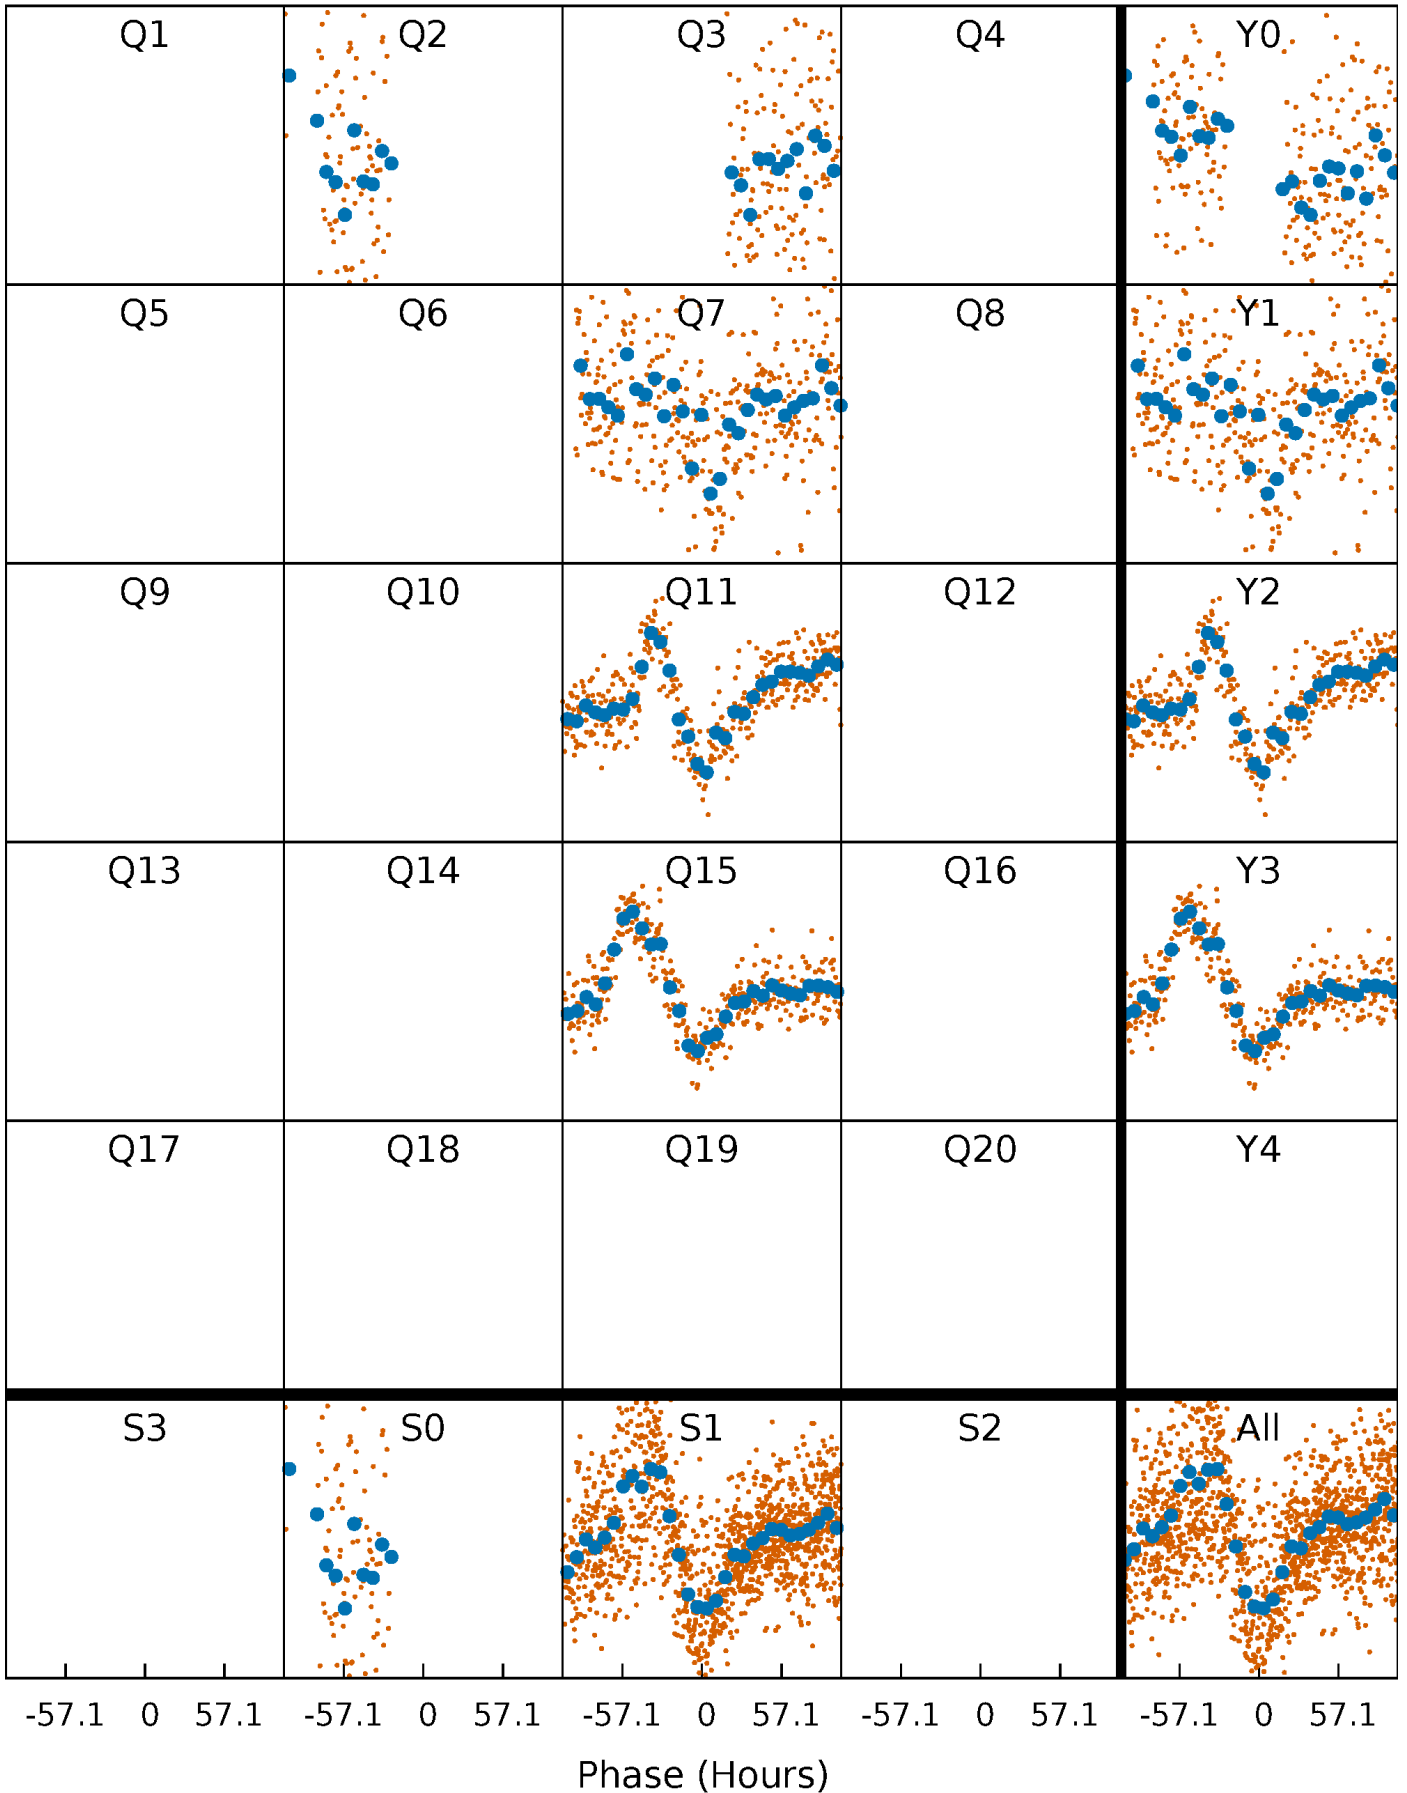 Q1 Q2 Q3 Q4 Y0
Q5 Q6 Q7 Q8 Y1
Q9 Q10 Q11 Q12 Y2
Q13 Q14 Q15 Q16 Y3
Q17 Q18 Q19 Q20 Y4
S3 S0 S1 S2 All
-57.1 0 57.1 -57.1 0 57.1 -57.1 0 57.1 -57.1 0 57.1 -57.1 0 57.1
Phase (Hours)